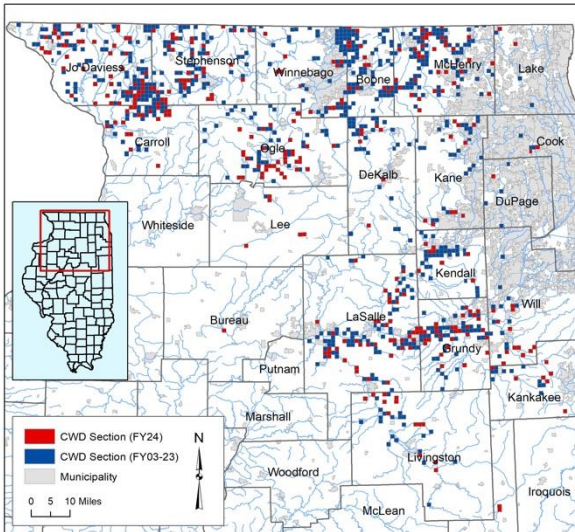 Jo Daviess
Stephenson
Winnebago
Boone
McHenry
Lake
Carroll
Ogle
DeKalb
Kane
Cook
DuPage
Whiteside
Lee
Kendall
Will
Bureau
LaSalle
Grundy
Putnam
Kankakee
Marshall
Livingston
Woodford
Iroquois
McLean
CWD Section (FY24)
CWD Section (FY03-23)
Municipality
N
0 5 10 Miles